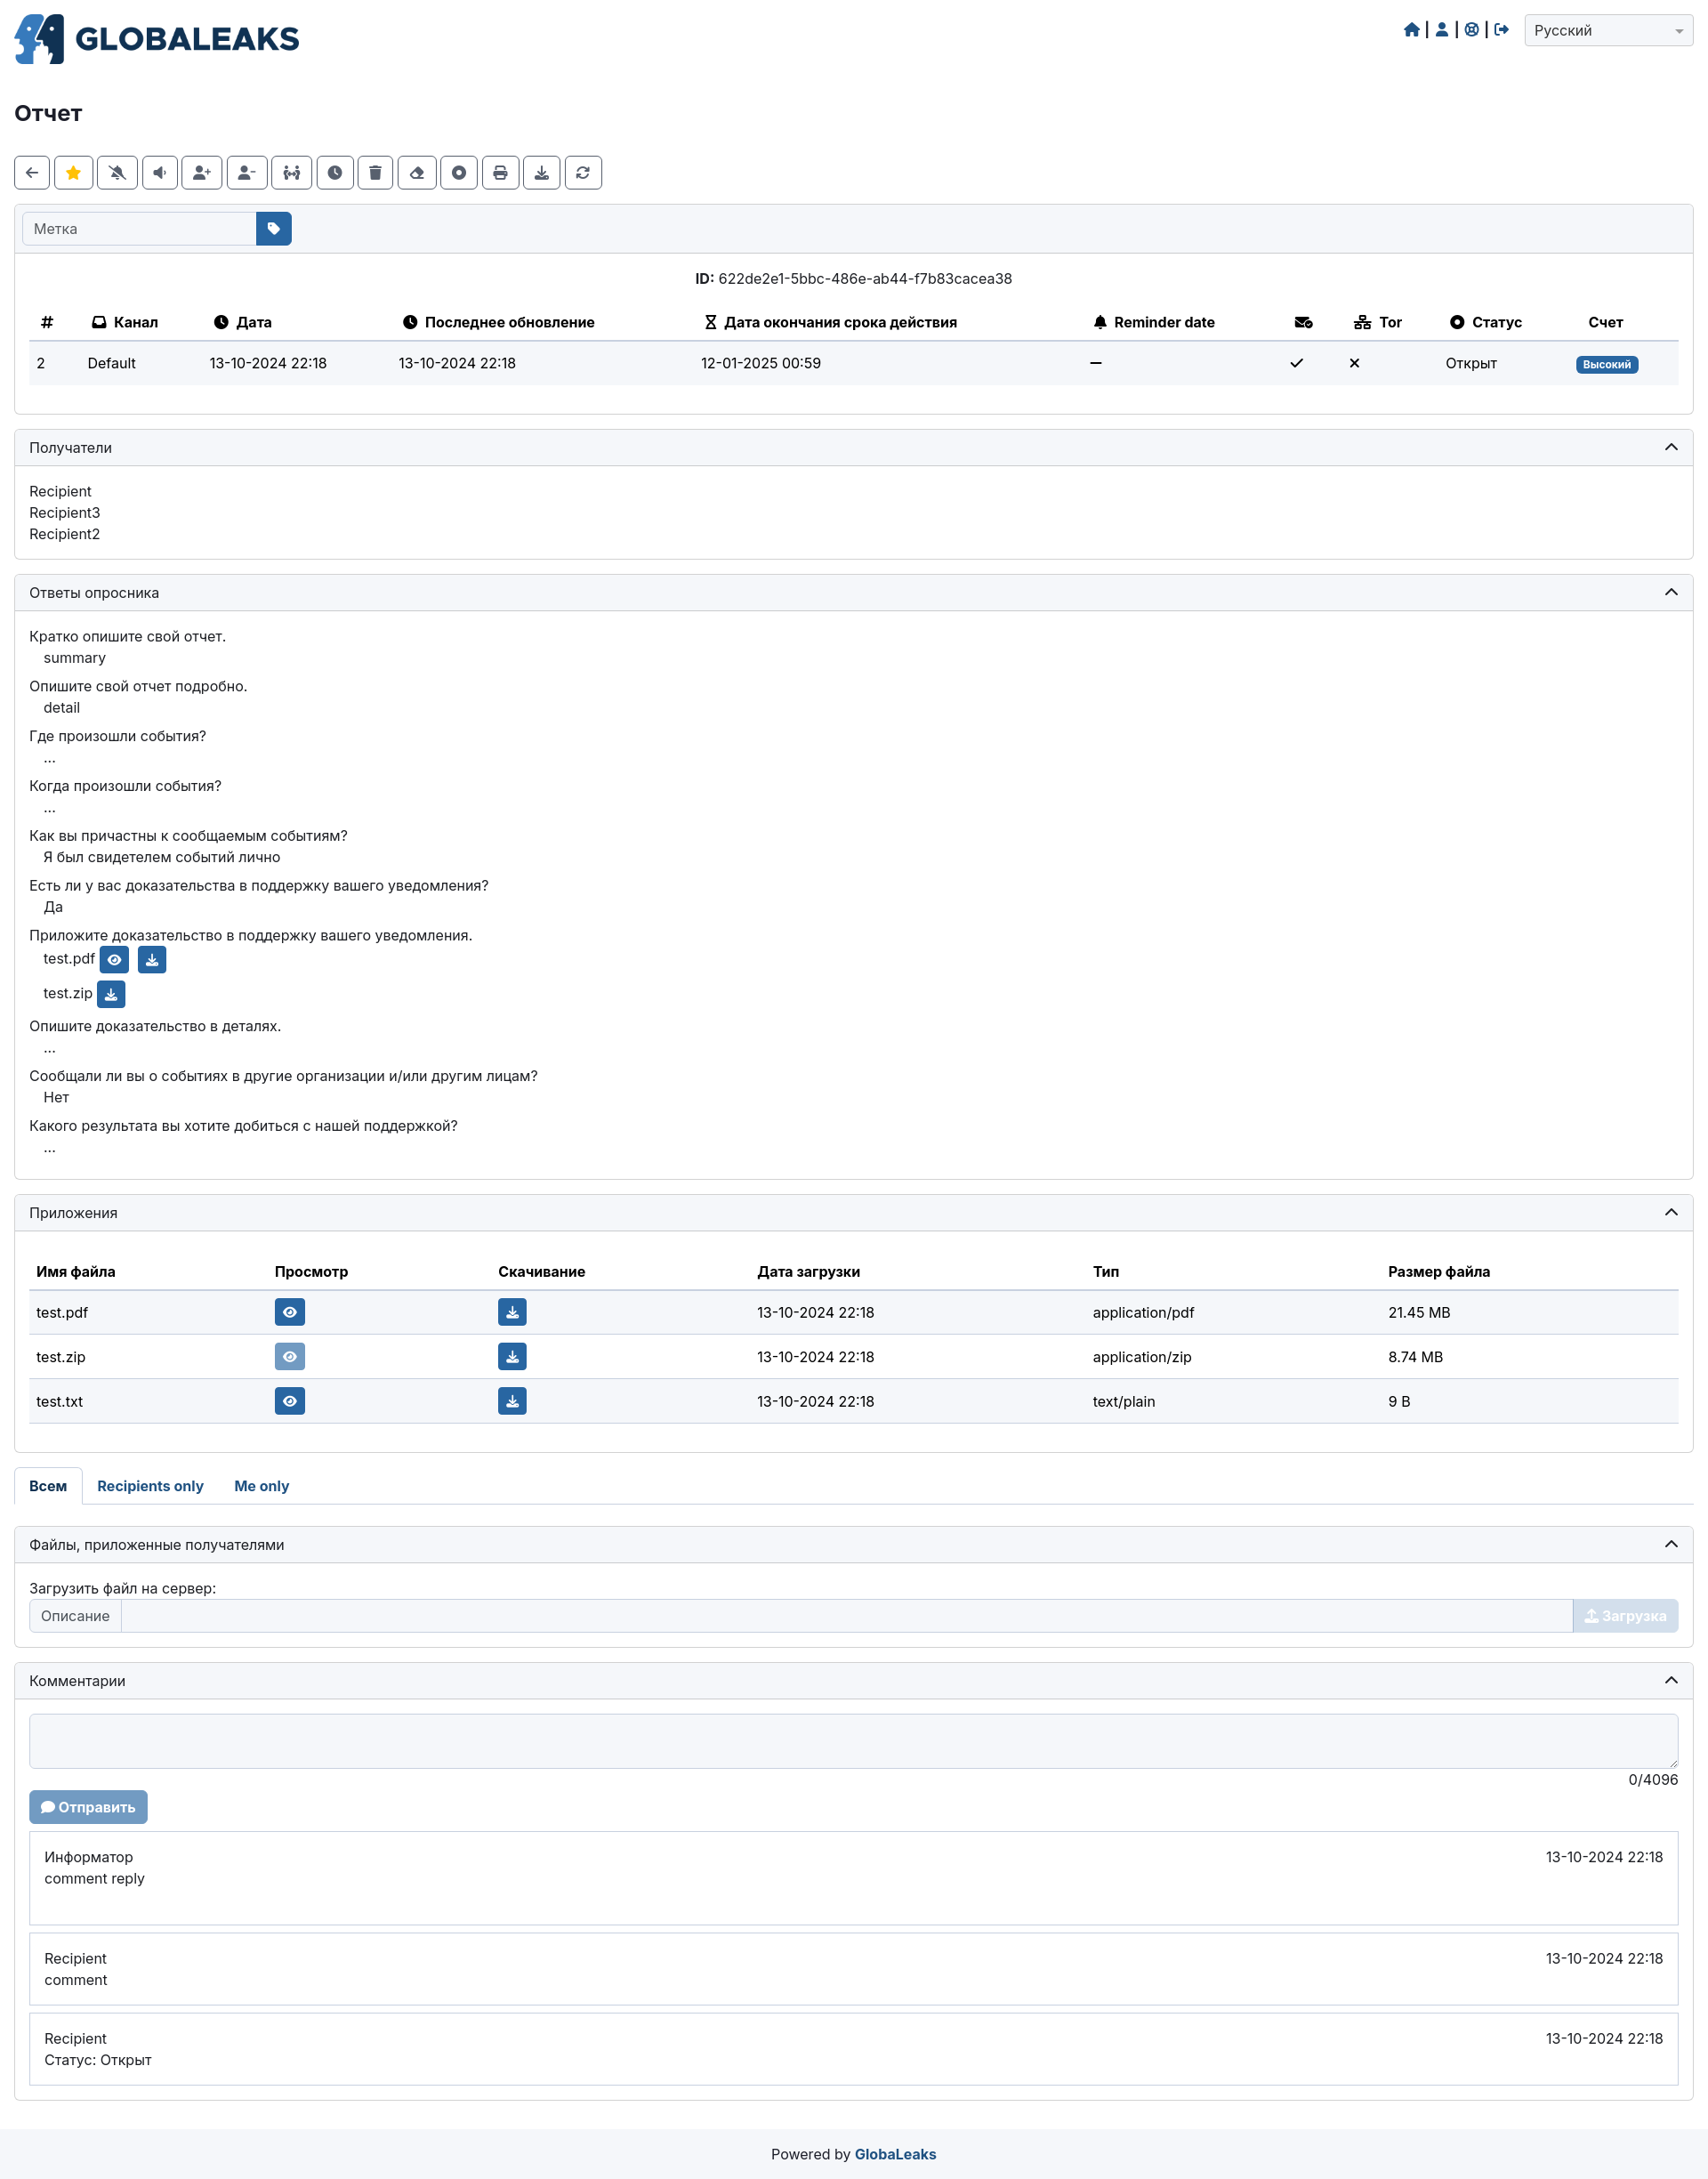 GLOBALEAKS
Русский
Отчет
Метка
ID: 622de2e1-5bbc-486e-ab44-f7b83cacea38
# Канал Дата Последнее обновление Дата окончания срока действия Reminder date Tor Статус Счет
2 Default 13-10-2024 22:18 13-10-2024 22:18 12-01-2025 00:59 Открыт Высокий
Получатели
Recipient
Recipient3
Recipient2
Ответы опросника
Кратко опишите свой отчет.
summary
Опишите свой отчет подробно.
detail
Где произошли события?
...
Когда произошли события?
...
Как вы причастны к сообщаемым событиям?
Я был свидетелем событий лично
Есть ли у вас доказательства в поддержку вашего уведомления?
Да
Приложите доказательство в поддержку вашего уведомления.
test.pdf
test.zip
Опишите доказательство в деталях.
...
Сообщали ли вы о событиях в другие организации и/или другим лицам?
Нет
Какого результата вы хотите добиться с нашей поддержкой?
...
Приложения
Имя файла Просмотр Скачивание Дата загрузки Тип Размер файла
test.pdf 13-10-2024 22:18 application/pdf 21.45 MB
test.zip 13-10-2024 22:18 application/zip 8.74 MB
test.txt 13-10-2024 22:18 text/plain 9 B
Всем Recipients only Me only
Файлы, приложенные получателями
Загрузить файл на сервер:
Описание Загрузка
Комментарии
0/4096
Отправить
Информатор 13-10-2024 22:18
comment reply
Recipient 13-10-2024 22:18
comment
Recipient 13-10-2024 22:18
Статус: Открыт
Powered by GlobaLeaks